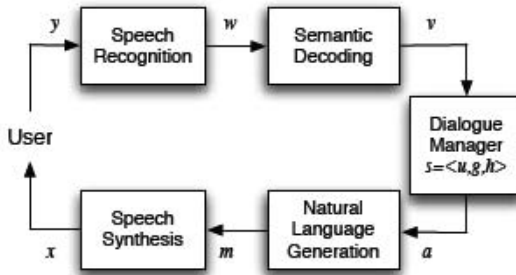 y
Speech
Recognition
w
Semantic
Decoding
v
Dialogue
Manager
s=<u,g,h>
User
x
Speech
Synthesis
m
Natural
Language
Generation
a